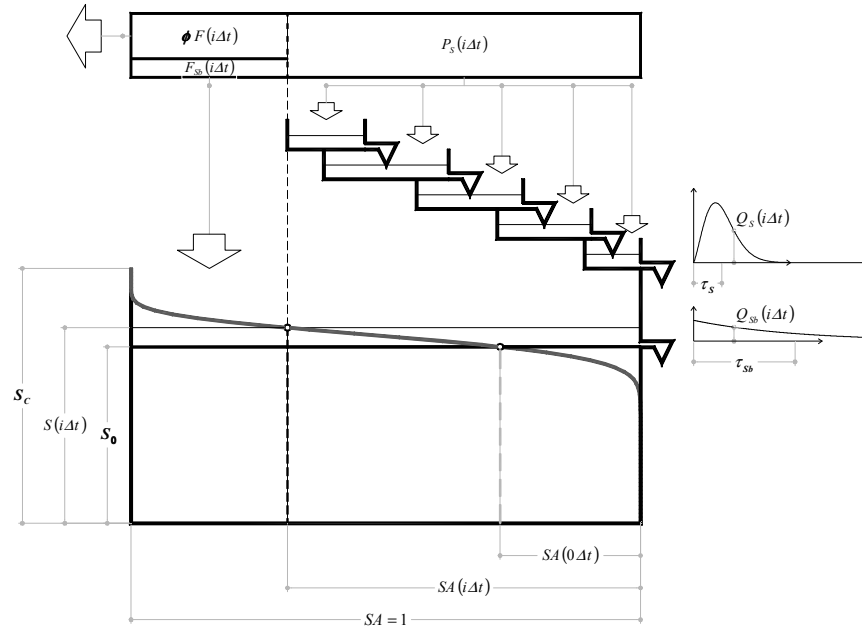 ϕ F(iΔt)
P_S(iΔt)
F_Sb(iΔt)
Q_S(iΔt)
τ_S
Q_Sb(iΔt)
τ_Sb
S_C
S(iΔt)
S_0
SA(0Δt)
SA(iΔt)
SA = 1